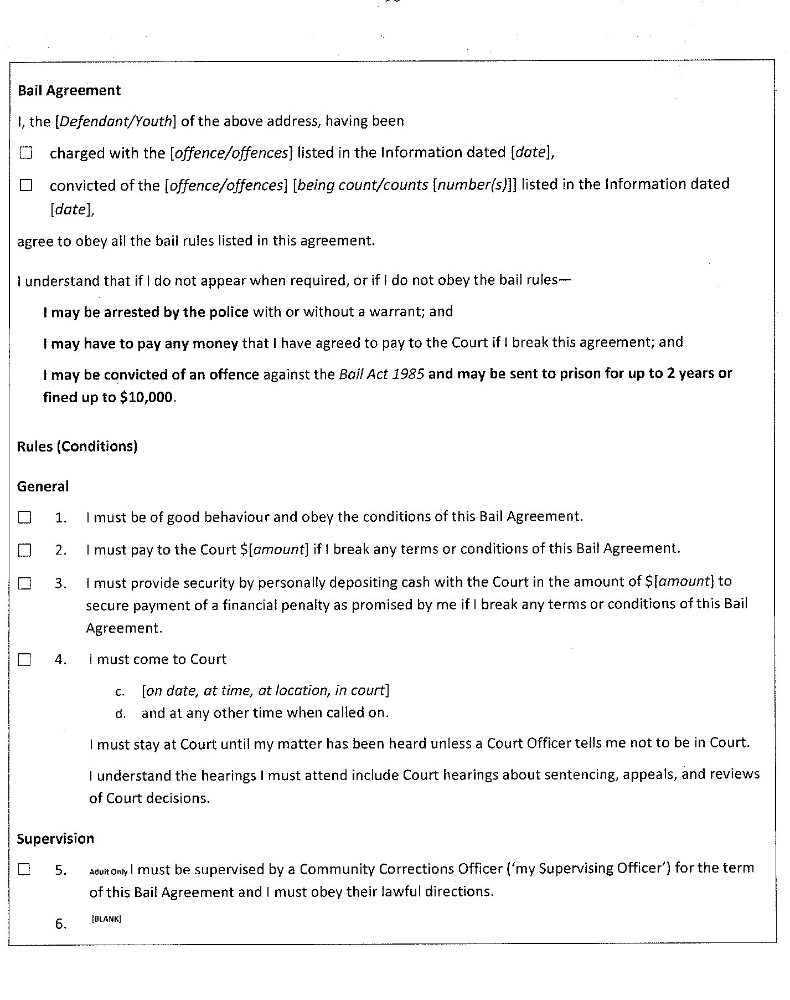 Bail Agreement
I, the [Defendant/Youth] of the above address, having been
☐ charged with the [offence/offences] listed in the Information dated [date],
☐ convicted of the [offence/offences] [being count/counts [number(s)]] listed in the Information dated
[date],
agree to obey all the bail rules listed in this agreement.
I understand that if I do not appear when required, or if I do not obey the bail rules—
I may be arrested by the police with or without a warrant; and
I may have to pay any money that I have agreed to pay to the Court if I break this agreement; and
I may be convicted of an offence against the Bail Act 1985 and may be sent to prison for up to 2 years or
fined up to $10,000.
Rules (Conditions)
General
☐ 1. I must be of good behaviour and obey the conditions of this Bail Agreement.
☐ 2. I must pay to the Court $[amount] if I break any terms or conditions of this Bail Agreement.
☐ 3. I must provide security by personally depositing cash with the Court in the amount of $[amount] to
secure payment of a financial penalty as promised by me if I break any terms or conditions of this Bail
Agreement.
☐ 4. I must come to Court
c. [on date, at time, at location, in court]
d. and at any other time when called on.
I must stay at Court until my matter has been heard unless a Court Officer tells me not to be in Court.
I understand the hearings I must attend include Court hearings about sentencing, appeals, and reviews
of Court decisions.
Supervision
☐ 5. Adult Only I must be supervised by a Community Corrections Officer ('my Supervising Officer') for the term
of this Bail Agreement and I must obey their lawful directions.
6. [BLANK]